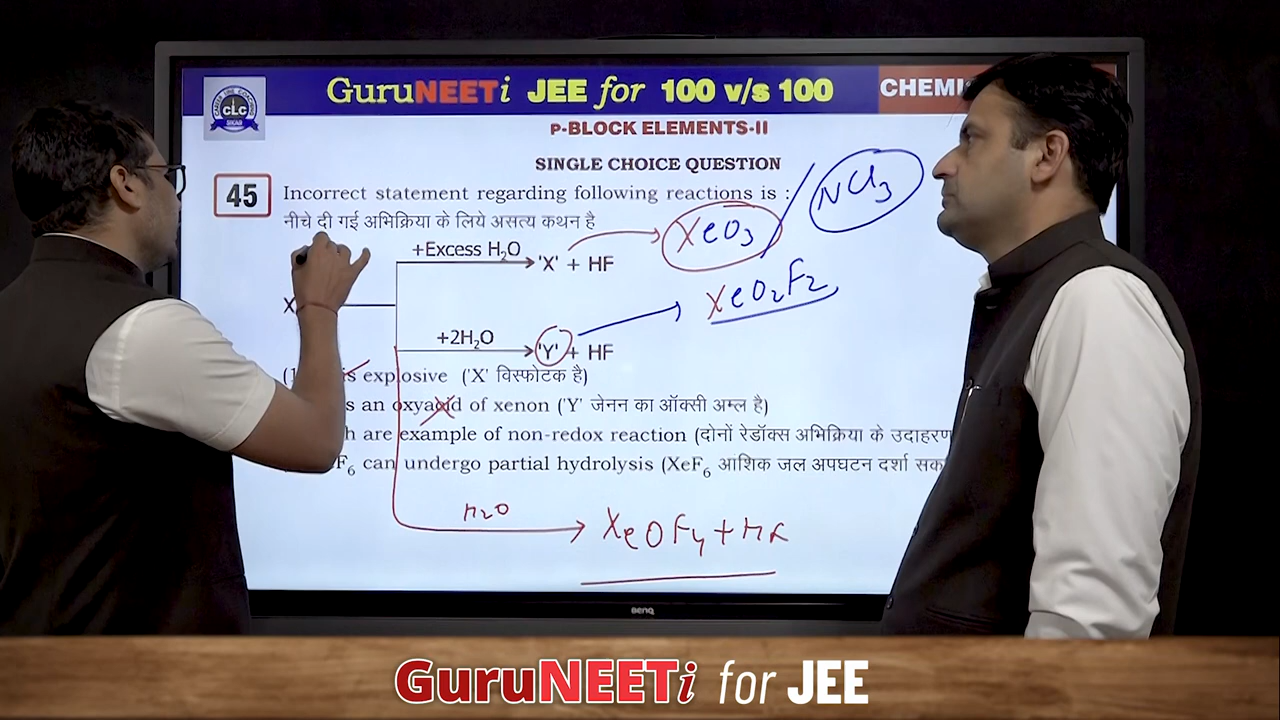 GuruNEETi JEE for 100 v/s 100
CHEMI
CLC
SIKAR
P-BLOCK ELEMENTS-II
SINGLE CHOICE QUESTION
45 Incorrect statement regarding following reactions is :
नीचे दी गई अभिक्रिया के लिये असत्य कथन है
NCl3
XeO3
+Excess H2O
'X' + HF
X
XeO2F2
+2H2O
'Y' + HF
(1 is explosive ('X' विस्फोटक है)
s an oxyacid of xenon ('Y' जेनन का ऑक्सी अम्ल है)
h are example of non-redox reaction (दोनों रेडॉक्स अभिक्रिया के उदाहरण
F6 can undergo partial hydrolysis (XeF6 आंशिक जल अपघटन दर्शा सक
H2O
XeOF4 + HF
BenQ
GuruNEETi for JEE